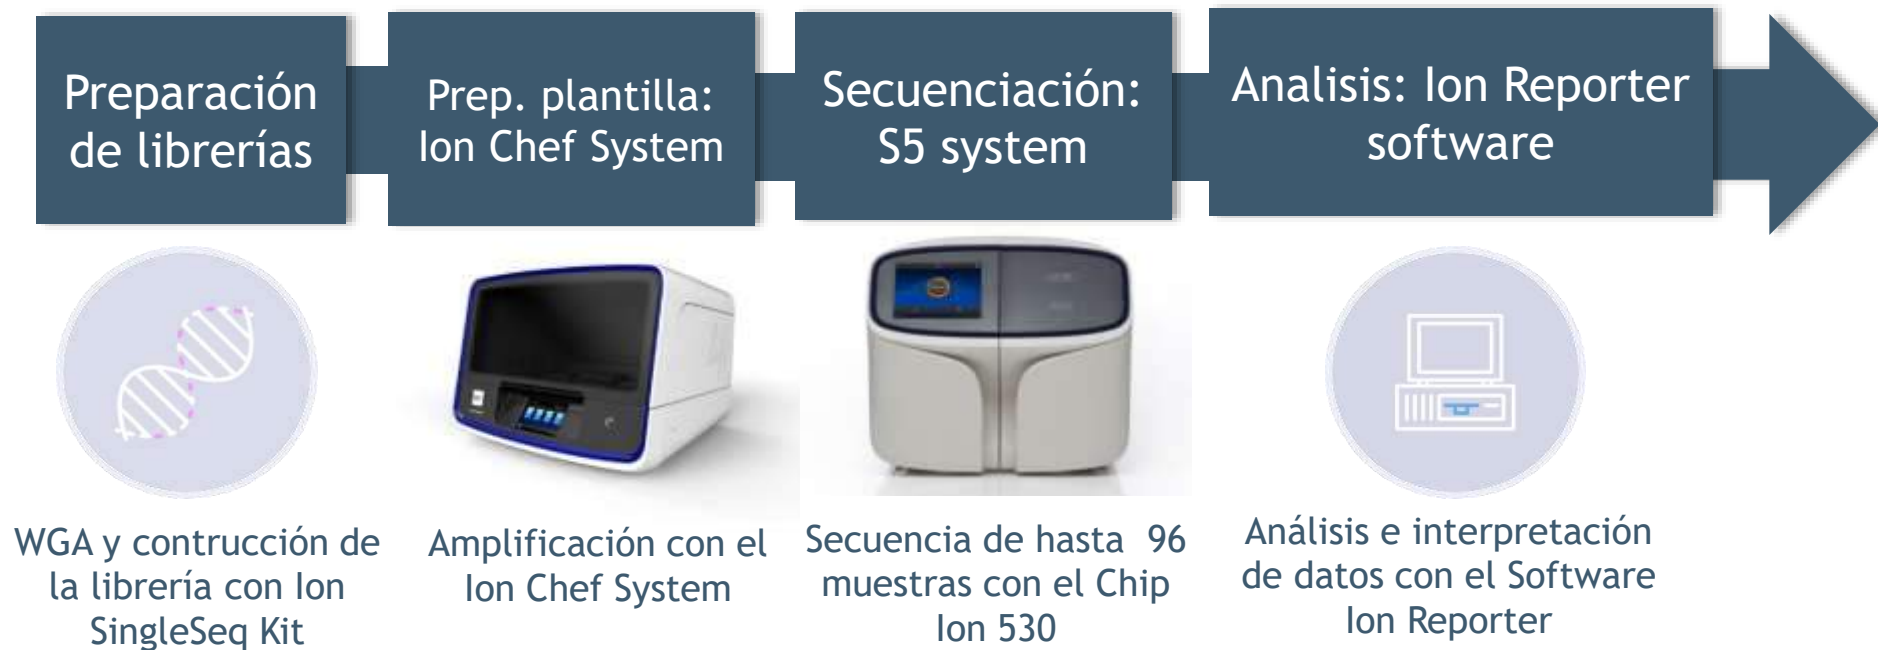 Preparación
de librerías
Prep. plantilla:
Ion Chef System
Secuenciación:
S5 system
Analisis: Ion Reporter
software
WGA y contrucción de
la librería con Ion
SingleSeq Kit
Amplificación con el
Ion Chef System
Secuencia de hasta 96
muestras con el Chip
Ion 530
Análisis e interpretación
de datos con el Software
Ion Reporter